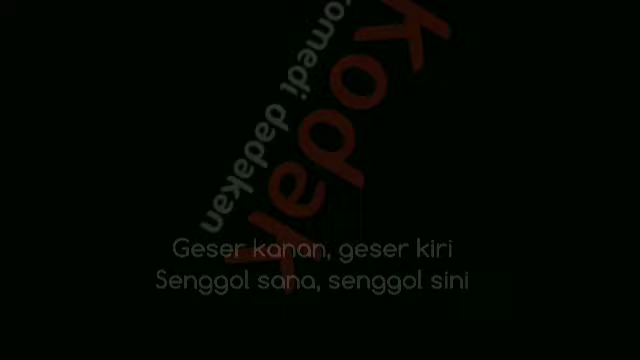 Kodak
komedi dadakan
Geser kanan, geser kiri
Senggol sana, senggol sini